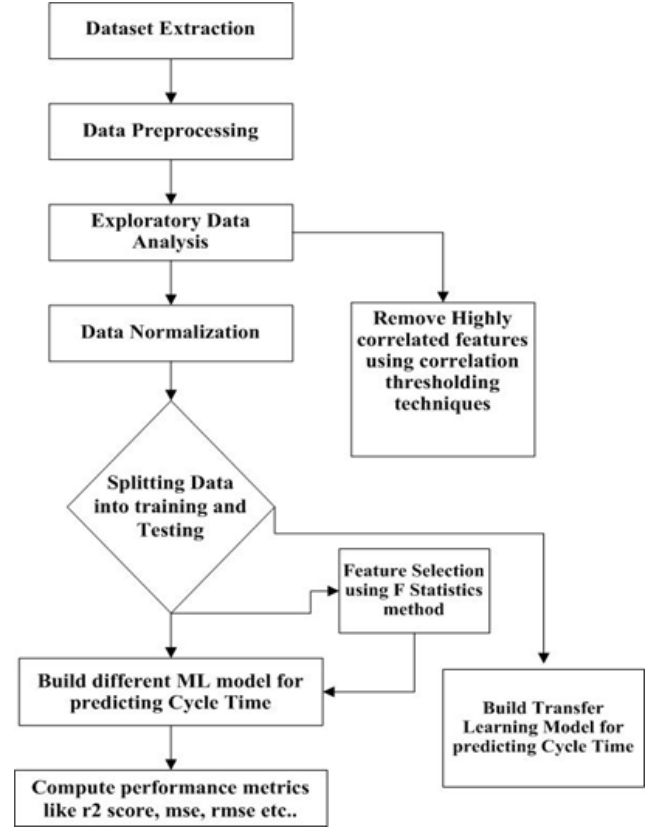 Dataset Extraction
Data Preprocessing
Exploratory Data
Analysis
Data Normalization
Remove Highly
correlated features
using correlation
thresholding
techniques
Splitting Data
into training and
Testing
Feature Selection
using F Statistics
method
Build different ML model for
predicting Cycle Time
Build Transfer
Learning Model for
predicting Cycle Time
Compute performance metrics
like r2 score, mse, rmse etc..